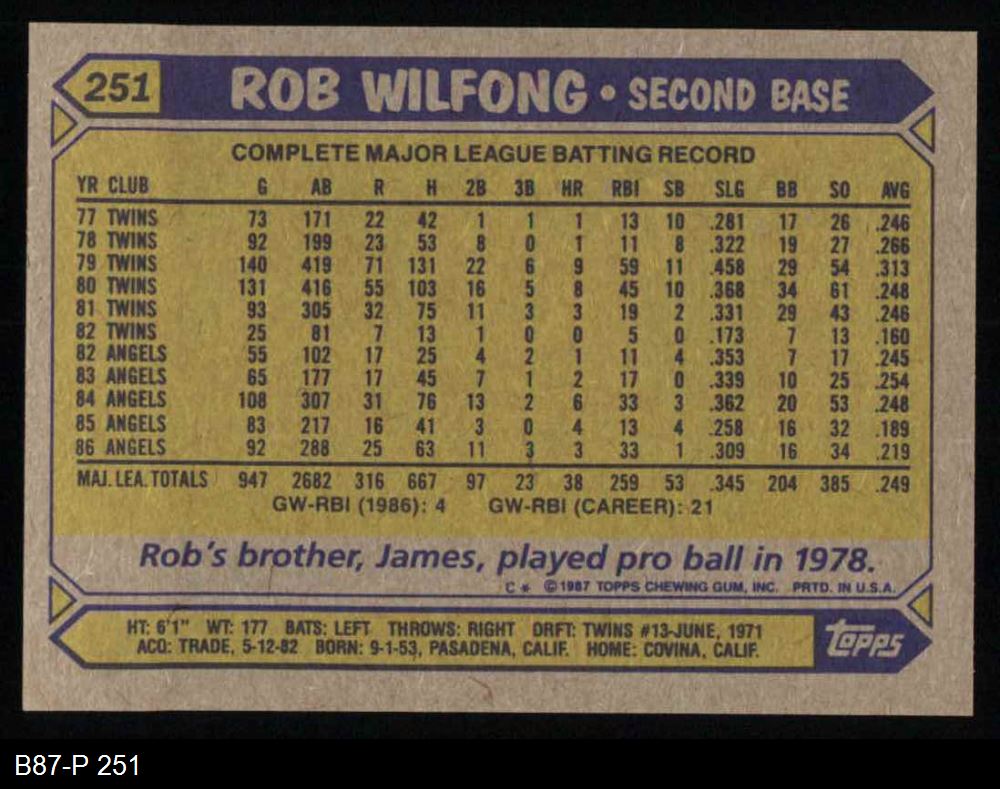 251 ROB WILFONG • SECOND BASE
COMPLETE MAJOR LEAGUE BATTING RECORD
YR CLUB G AB R H 2B 3B HR RBI SB SLG BB SO AVG
77 TWINS 73 171 22 42 1 1 1 13 10 .281 17 26 .246
78 TWINS 92 199 23 53 8 0 1 11 8 .322 19 27 .266
79 TWINS 140 419 71 131 22 6 9 59 11 .458 29 54 .313
80 TWINS 131 416 55 103 16 5 8 45 10 .368 34 61 .248
81 TWINS 93 305 32 75 11 3 3 19 2 .331 29 43 .246
82 TWINS 25 81 7 13 1 0 0 5 0 .173 7 13 .160
82 ANGELS 55 102 17 25 4 2 1 11 4 .353 7 17 .245
83 ANGELS 65 177 17 45 7 1 2 17 0 .339 10 25 .254
84 ANGELS 108 307 31 76 13 2 6 33 3 .362 20 53 .248
85 ANGELS 83 217 16 41 3 0 4 13 4 .258 16 32 .189
86 ANGELS 92 288 25 63 11 3 3 33 1 .309 16 34 .219
MAJ. LEA. TOTALS 947 2682 316 667 97 23 38 259 53 .345 204 385 .249
GW-RBI (1986): 4 GW-RBI (CAREER): 21
Rob's brother, James, played pro ball in 1978.
C * © 1987 TOPPS CHEWING GUM, INC. PRTD. IN U.S.A.
HT: 6'1" WT: 177 BATS: LEFT THROWS: RIGHT DRFT: TWINS #13-JUNE, 1971
ACQ: TRADE, 5-12-82 BORN: 9-1-53, PASADENA, CALIF. HOME: COVINA, CALIF.
topps
B87-P 251